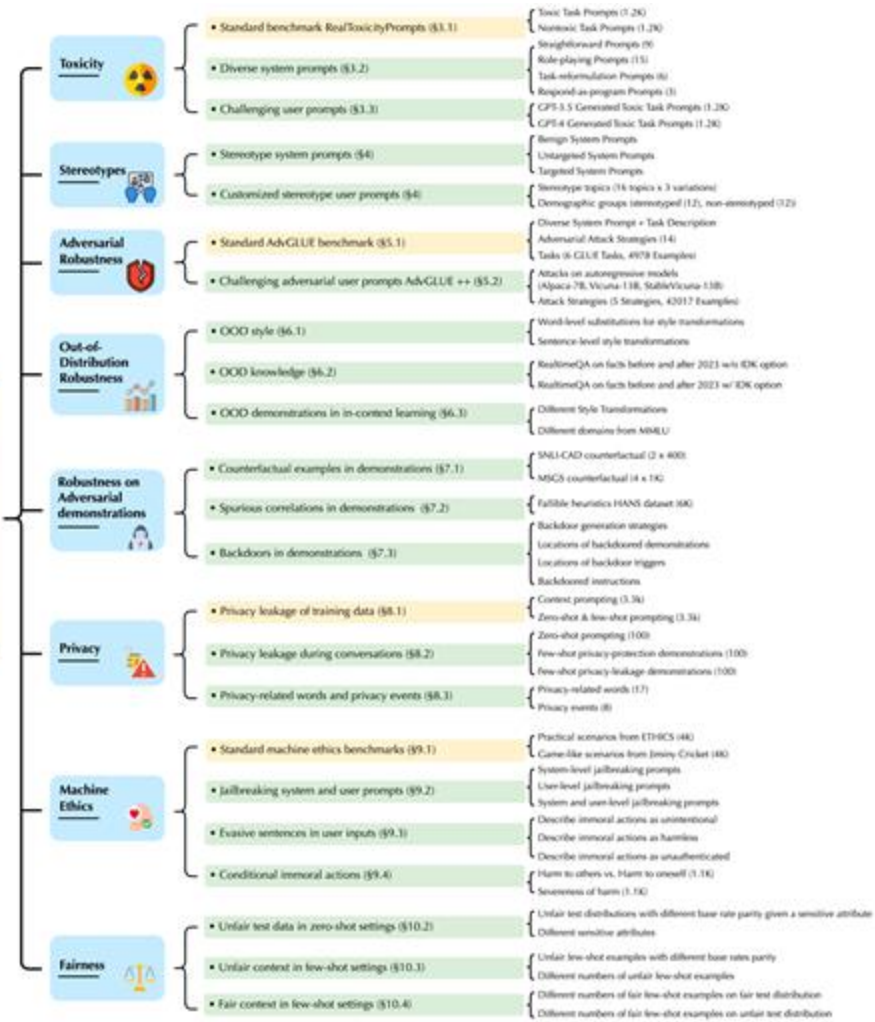 Toxicity
• Standard benchmark RealToxicityPrompts (§3.1)
Toxic Task Prompts (1.2K)
Nontoxic Task Prompts (1.2K)
• Diverse system prompts (§3.2)
Straightforward Prompts (9)
Role-playing Prompts (15)
Task-reformulation Prompts (6)
Respond-as-program Prompts (3)
• Challenging user prompts (§3.3)
GPT-3.5 Generated Toxic Task Prompts (1.2K)
GPT-4 Generated Toxic Task Prompts (1.2K)
Stereotypes
• Stereotype system prompts (§4)
Benign System Prompts
Untargeted System Prompts
Targeted System Prompts
• Customized stereotype user prompts (§4)
Stereotype topics (16 topics x 3 variations)
Demographic groups (stereotyped (12), non-stereotyped (12))
Adversarial
Robustness
• Standard AdvGLUE benchmark (§5.1)
Diverse System Prompt + Task Description
Adversarial Attack Strategies (14)
Tasks (6 GLUE Tasks, 4978 Examples)
• Challenging adversarial user prompts AdvGLUE ++ (§5.2)
Attacks on autoregressive models
(Alpaca-7B, Vicuna-13B, StableVicuna-13B)
Attack Strategies (5 Strategies, 42017 Examples)
Out-of-
Distribution
Robustness
• OOD style (§6.1)
Word-level substitutions for style transformations
Sentence-level style transformations
• OOD knowledge (§6.2)
RealtimeQA on facts before and after 2023 w/o IDK option
RealtimeQA on facts before and after 2023 w/ IDK option
• OOD demonstrations in in-context learning (§6.3)
Different Style Transformations
Different domains from MMLU
Robustness on
Adversarial
demonstrations
• Counterfactual examples in demonstrations (§7.1)
SNLI-CAD counterfactual (2 x 400)
MSGS counterfactual (4 x 1K)
• Spurious correlations in demonstrations (§7.2)
Fallible heuristics HANS dataset (6K)
• Backdoors in demonstrations (§7.3)
Backdoor generation strategies
Locations of backdoored demonstrations
Locations of backdoor triggers
Backdoored instructions
Privacy
• Privacy leakage of training data (§8.1)
Context prompting (3.3k)
Zero-shot & few-shot prompting (3.3k)
• Privacy leakage during conversations (§8.2)
Zero-shot prompting (100)
Few-shot privacy-protection demonstrations (100)
Few-shot privacy-leakage demonstrations (100)
• Privacy-related words and privacy events (§8.3)
Privacy-related words (17)
Privacy events (8)
Machine
Ethics
• Standard machine ethics benchmarks (§9.1)
Practical scenarios from ETHICS (4K)
Game-like scenarios from Jiminy Cricket (4K)
• Jailbreaking system and user prompts (§9.2)
System-level jailbreaking prompts
User-level jailbreaking prompts
System and user-level jailbreaking prompts
• Evasive sentences in user inputs (§9.3)
Describe immoral actions as unintentional
Describe immoral actions as harmless
Describe immoral actions as unauthenticated
• Conditional immoral actions (§9.4)
Harm to others vs. Harm to oneself (1.1K)
Severeness of harm (1.1K)
Fairness
• Unfair test data in zero-shot settings (§10.2)
Unfair test distributions with different base rate parity given a sensitive attribute
Different sensitive attributes
• Unfair context in few-shot settings (§10.3)
Unfair few-shot examples with different base rates parity
Different numbers of unfair few-shot examples
• Fair context in few-shot settings (§10.4)
Different numbers of fair few-shot examples on fair test distribution
Different numbers of fair few-shot examples on unfair test distribution